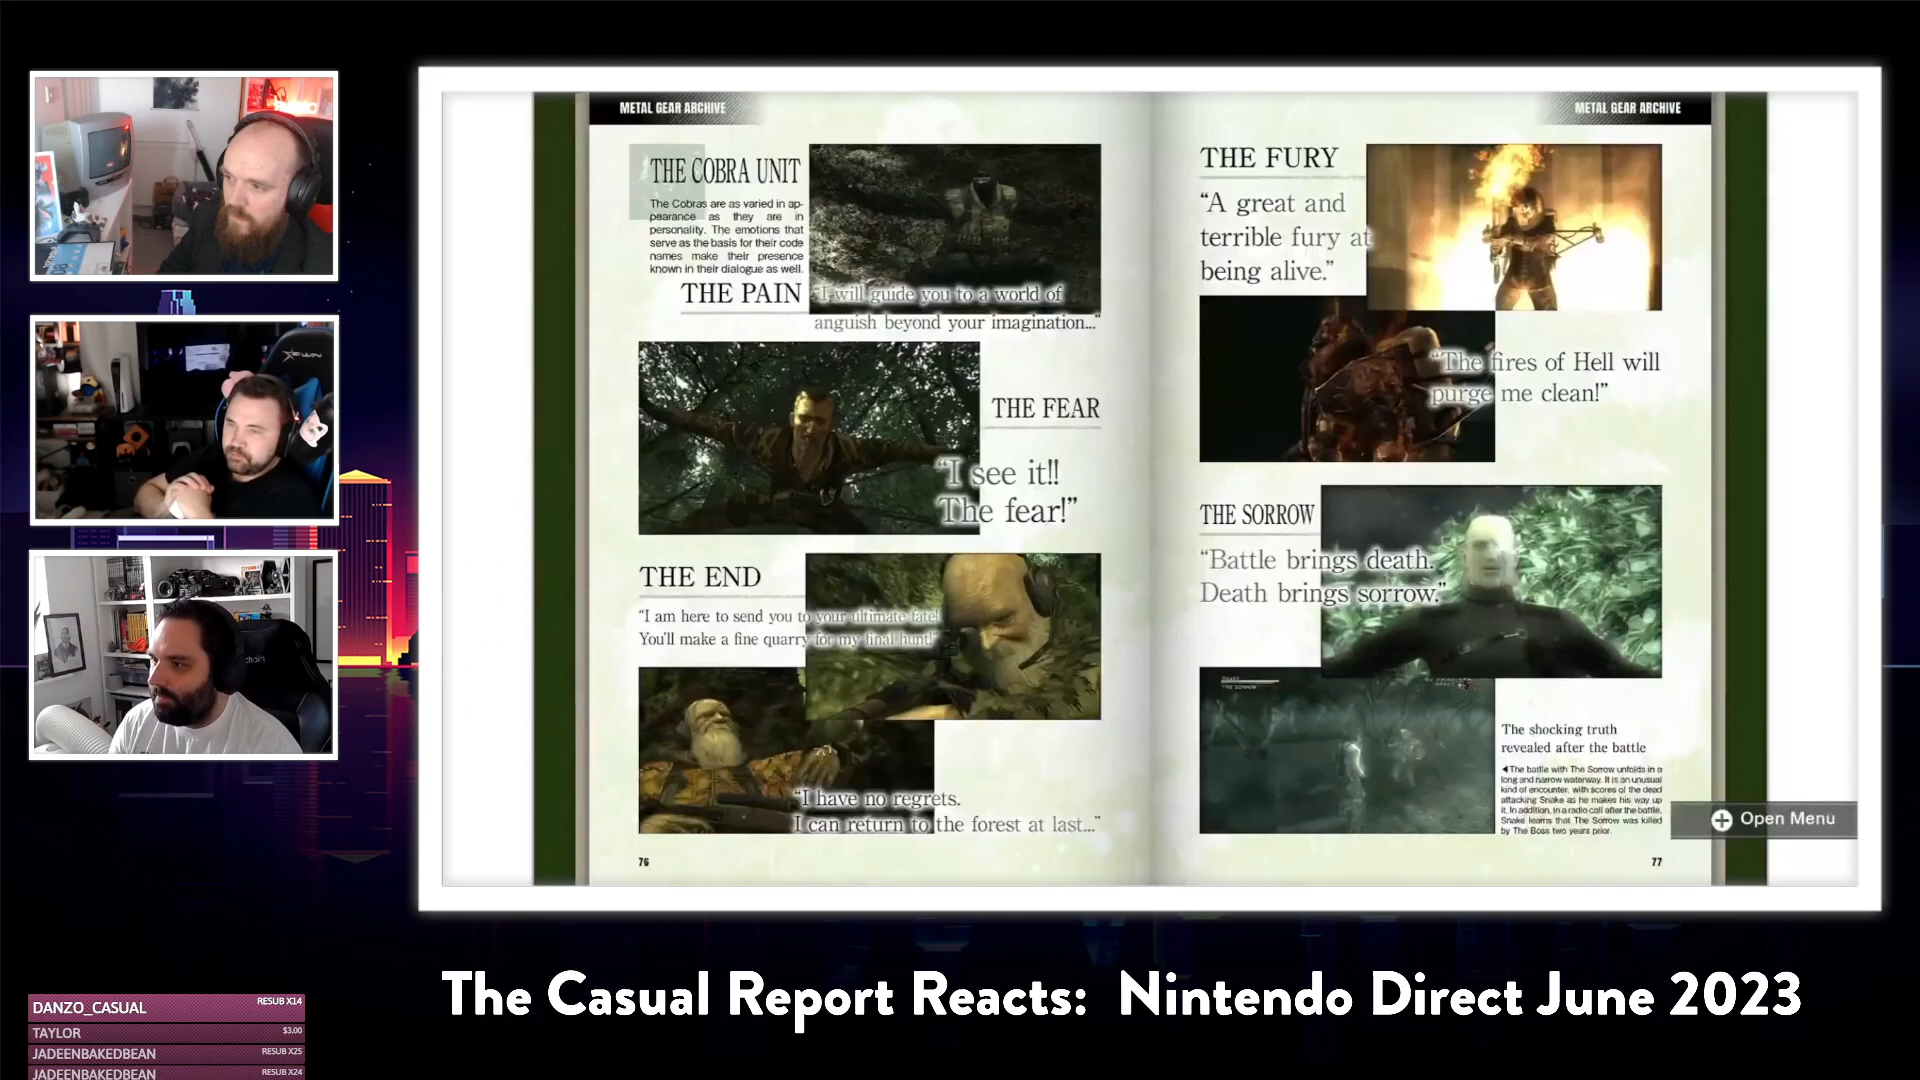 METAL GEAR ARCHIVE
THE COBRA UNIT
The Cobras are as varied in ap-
pearance as they are in
personality. The emotions that
serve as the basis for their code
names make their presence
known in their dialogue as well.
THE PAIN
“I will guide you to a world of
anguish beyond your imagination...”
THE FEAR
“I see it!!
The fear!”
THE END
“I am here to send you to your ultimate fate!
You'll make a fine quarry for my final hunt!”
“I have no regrets.
I can return to the forest at last...”
76
METAL GEAR ARCHIVE
THE FURY
“A great and
terrible fury at
being alive.”
“The fires of Hell will
purge me clean!”
THE SORROW
“Battle brings death.
Death brings sorrow.”
THE SORROW
The shocking truth
revealed after the battle
◀The battle with The Sorrow unfolds in a
long and narrow waterway. It is an unusual
kind of encounter, with scores of the dead
attacking Snake as he makes his way up
it. In addition, in a radio call after the battle,
Snake learns that The Sorrow was killed
by The Boss two years prior.
77
Open Menu
The Casual Report Reacts: Nintendo Direct June 2023
DANZO_CASUAL RESUB X14
TAYLOR $3.00
JADEENBAKEDBEAN RESUB X25
JADEENBAKEDBEAN RESUB X24